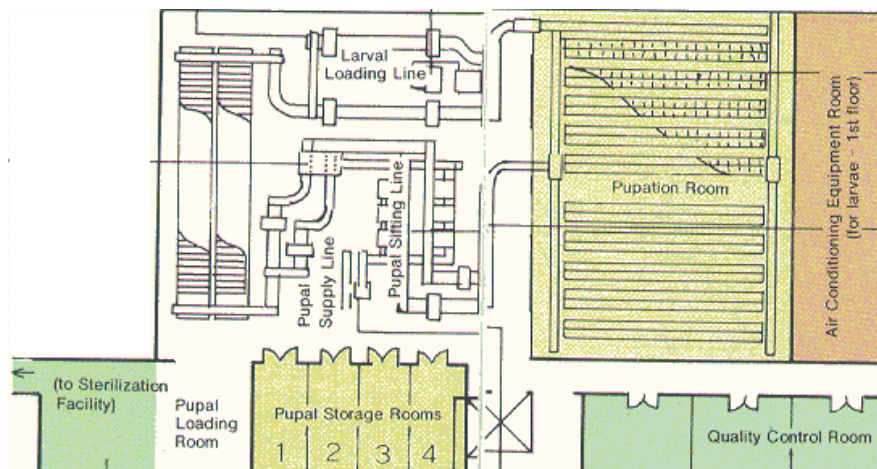 Larval
Loading Line
Pupal Sifting Line
Pupal
Supply Line
Pupation Room
Air Conditioning Equipment Room
(for larvae – 1st floor)
(to Sterilization
Facility)
Pupal
Loading
Room
Pupal Storage Rooms
1 2 3 4
Quality Control Room